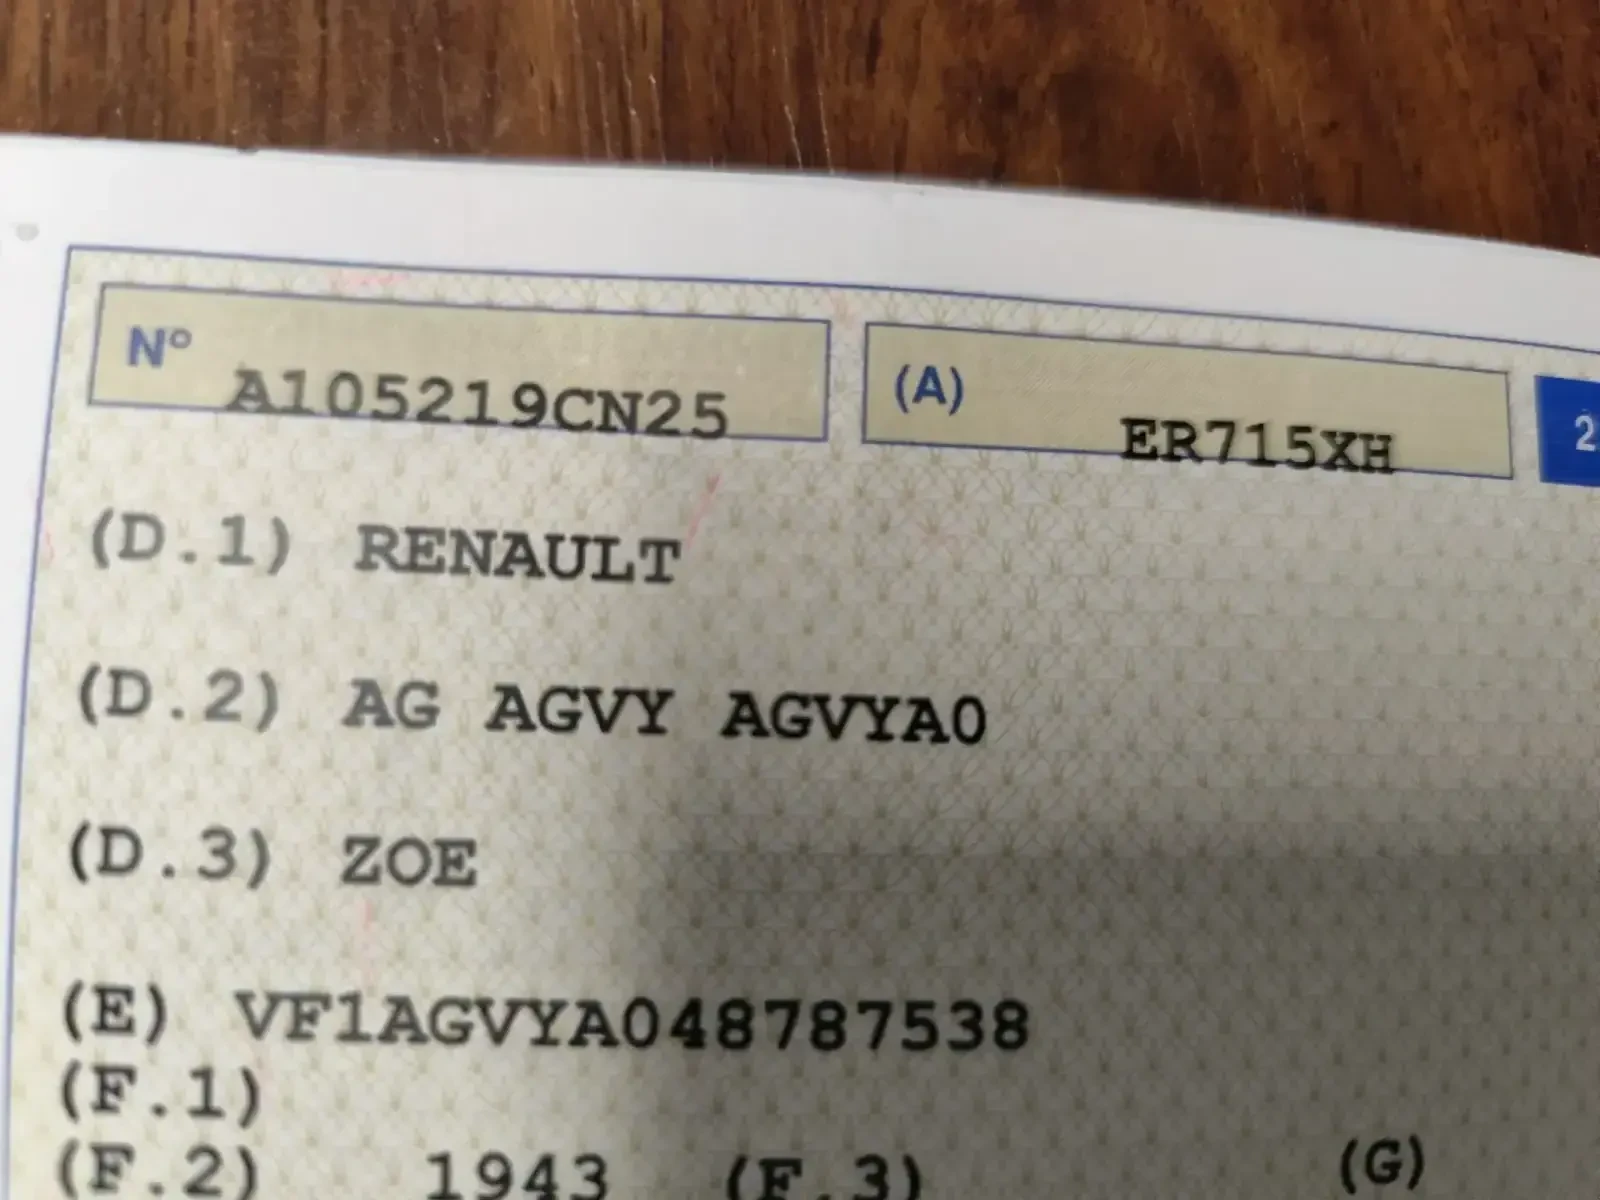 N° A105219CN25 (A) ER715XH 2
(D.1) RENAULT
(D.2) AG AGVY AGVYA0
(D.3) ZOE
(E) VF1AGVYA048787538
(F.1)
(F.2) 1943 (F.3) (G)